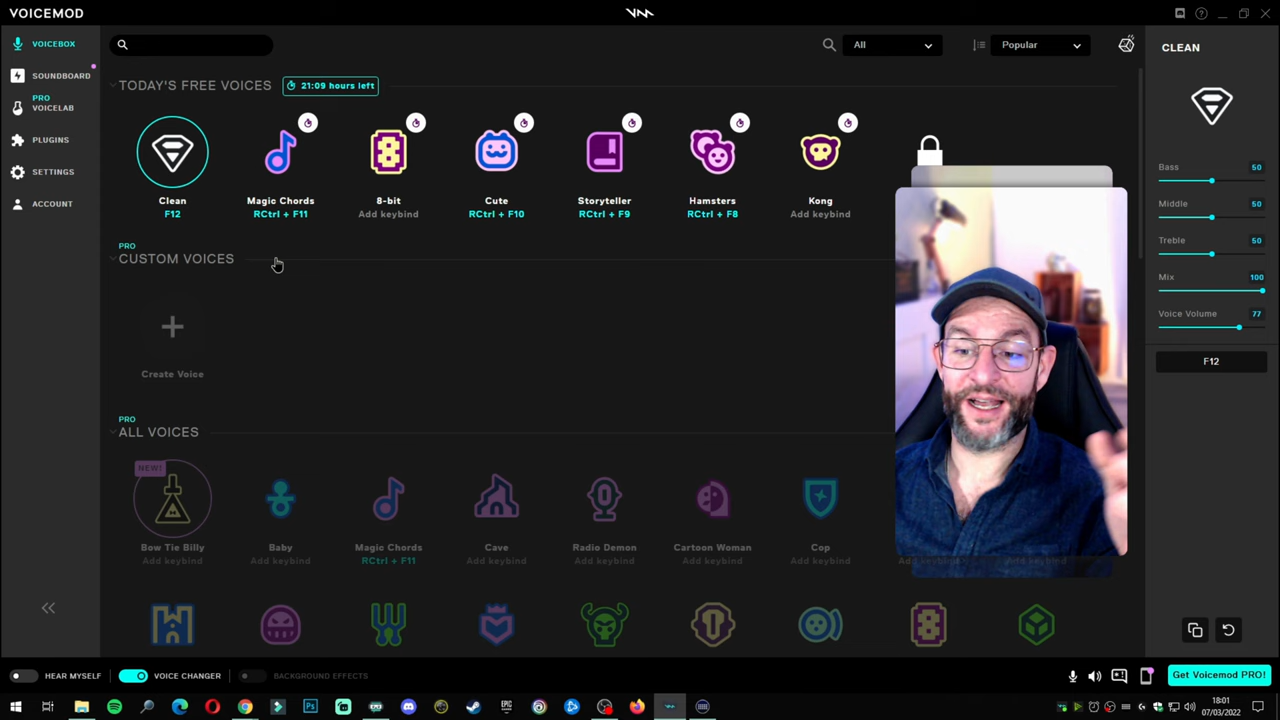 VOICEMOD
VOICEBOX
SOUNDBOARD
PRO
VOICELAB
PLUGINS
SETTINGS
ACCOUNT
All
Popular
TODAY'S FREE VOICES
21:09 hours left
Clean
F12
Magic Chords
RCtrl + F11
8-bit
Add keybind
Cute
RCtrl + F10
Storyteller
RCtrl + F9
Hamsters
RCtrl + F8
Kong
Add keybind
PRO
CUSTOM VOICES
Create Voice
PRO
ALL VOICES
NEW!
Bow Tie Billy
Add keybind
Baby
Add keybind
Magic Chords
RCtrl + F11
Cave
Add keybind
Radio Demon
Add keybind
Cartoon Woman
Add keybind
Cop
Add keybind
Add keybind
Add keybind
CLEAN
Bass 50
Middle 50
Treble 50
Mix 100
Voice Volume 77
F12
HEAR MYSELF
VOICE CHANGER
BACKGROUND EFFECTS
Get Voicemod PRO!
18:01
07/03/2022